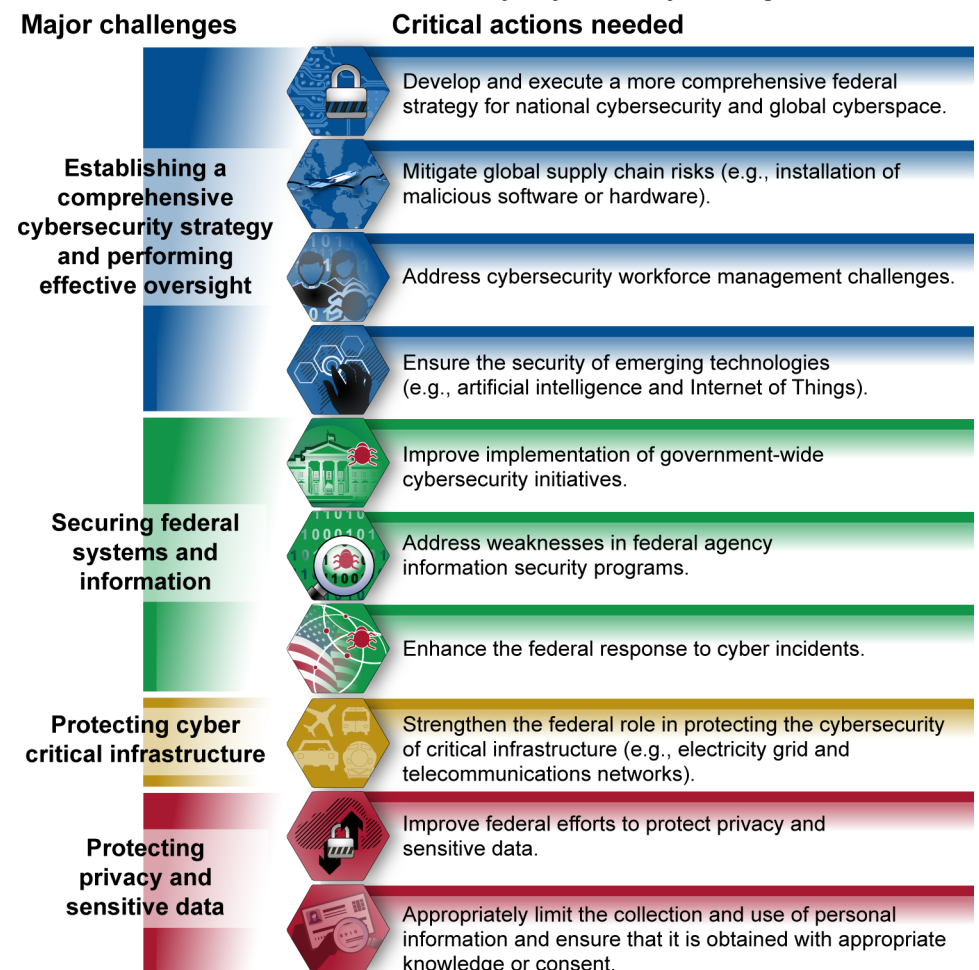 Major challenges
Critical actions needed
Establishing a
comprehensive
cybersecurity strategy
and performing
effective oversight
Develop and execute a more comprehensive federal
strategy for national cybersecurity and global cyberspace.
Mitigate global supply chain risks (e.g., installation of
malicious software or hardware).
Address cybersecurity workforce management challenges.
Ensure the security of emerging technologies
(e.g., artificial intelligence and Internet of Things).
Securing federal
systems and
information
Improve implementation of government-wide
cybersecurity initiatives.
Address weaknesses in federal agency
information security programs.
Enhance the federal response to cyber incidents.
Protecting cyber
critical infrastructure
Strengthen the federal role in protecting the cybersecurity
of critical infrastructure (e.g., electricity grid and
telecommunications networks).
Protecting
privacy and
sensitive data
Improve federal efforts to protect privacy and
sensitive data.
Appropriately limit the collection and use of personal
information and ensure that it is obtained with appropriate
knowledge or consent.